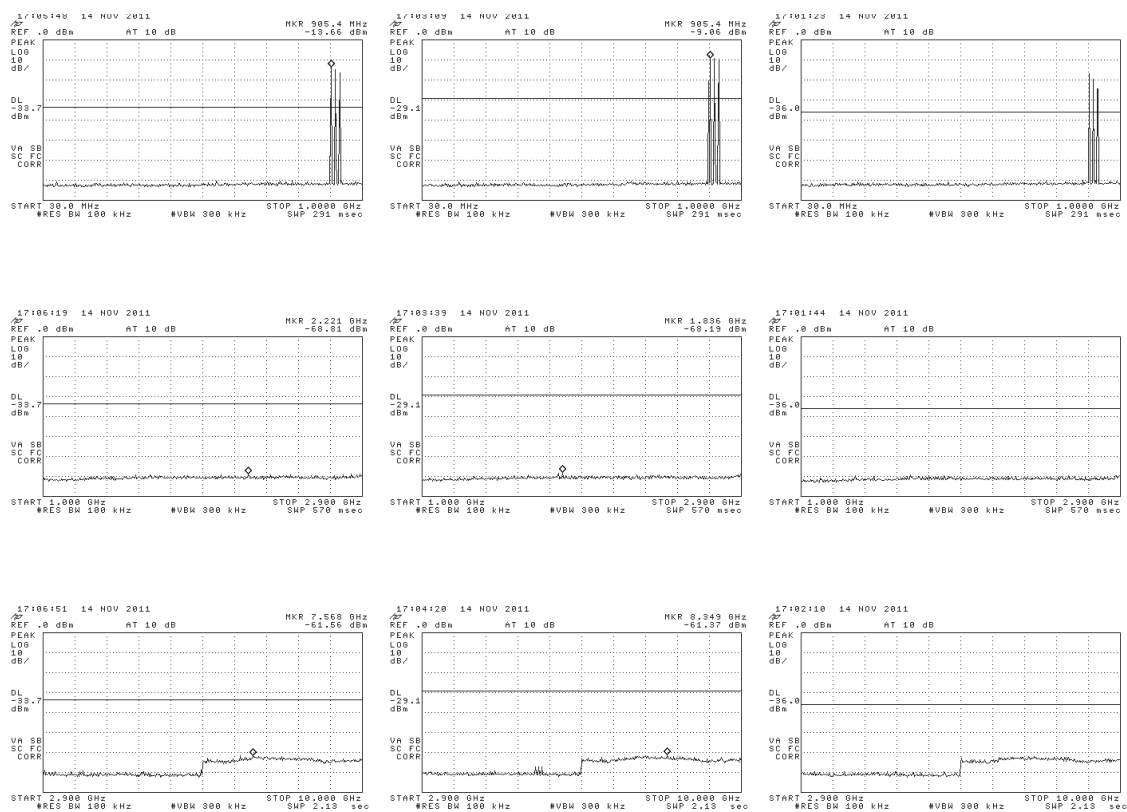 17:05:48 14 NOV 2011
MKR 905.4 MHz
REF .0 dBm AT 10 dB -13.66 dBm
PEAK
LOG
10
dB/
DL
-33.7
dBm
VA SB
SC FC
CORR
START 30.0 MHz STOP 1.0000 GHz
#RES BW 100 kHz #VBW 300 kHz SWP 291 msec
17:03:09 14 NOV 2011
MKR 905.4 MHz
REF .0 dBm AT 10 dB -9.06 dBm
PEAK
LOG
10
dB/
DL
-29.1
dBm
VA SB
SC FC
CORR
START 30.0 MHz STOP 1.0000 GHz
#RES BW 100 kHz #VBW 300 kHz SWP 291 msec
17:01:23 14 NOV 2011
REF .0 dBm AT 10 dB
PEAK
LOG
10
dB/
DL
-36.0
dBm
VA SB
SC FC
CORR
START 30.0 MHz STOP 1.0000 GHz
#RES BW 100 kHz #VBW 300 kHz SWP 291 msec
17:06:19 14 NOV 2011
MKR 2.221 GHz
REF .0 dBm AT 10 dB -68.81 dBm
PEAK
LOG
10
dB/
DL
-33.7
dBm
VA SB
SC FC
CORR
START 1.000 GHz STOP 2.900 GHz
#RES BW 100 kHz #VBW 300 kHz SWP 570 msec
17:03:39 14 NOV 2011
MKR 1.836 GHz
REF .0 dBm AT 10 dB -68.19 dBm
PEAK
LOG
10
dB/
DL
-29.1
dBm
VA SB
SC FC
CORR
START 1.000 GHz STOP 2.900 GHz
#RES BW 100 kHz #VBW 300 kHz SWP 570 msec
17:01:44 14 NOV 2011
REF .0 dBm AT 10 dB
PEAK
LOG
10
dB/
DL
-36.0
dBm
VA SB
SC FC
CORR
START 1.000 GHz STOP 2.900 GHz
#RES BW 100 kHz #VBW 300 kHz SWP 570 msec
17:06:51 14 NOV 2011
MKR 7.568 GHz
REF .0 dBm AT 10 dB -61.56 dBm
PEAK
LOG
10
dB/
DL
-33.7
dBm
VA SB
SC FC
CORR
START 2.900 GHz STOP 10.000 GHz
#RES BW 100 kHz #VBW 300 kHz SWP 2.13 sec
17:04:20 14 NOV 2011
MKR 8.349 GHz
REF .0 dBm AT 10 dB -61.37 dBm
PEAK
LOG
10
dB/
DL
-29.1
dBm
VA SB
SC FC
CORR
START 2.900 GHz STOP 10.000 GHz
#RES BW 100 kHz #VBW 300 kHz SWP 2.13 sec
17:02:10 14 NOV 2011
REF .0 dBm AT 10 dB
PEAK
LOG
10
dB/
DL
-36.0
dBm
VA SB
SC FC
CORR
START 2.900 GHz STOP 10.000 GHz
#RES BW 100 kHz #VBW 300 kHz SWP 2.13 sec